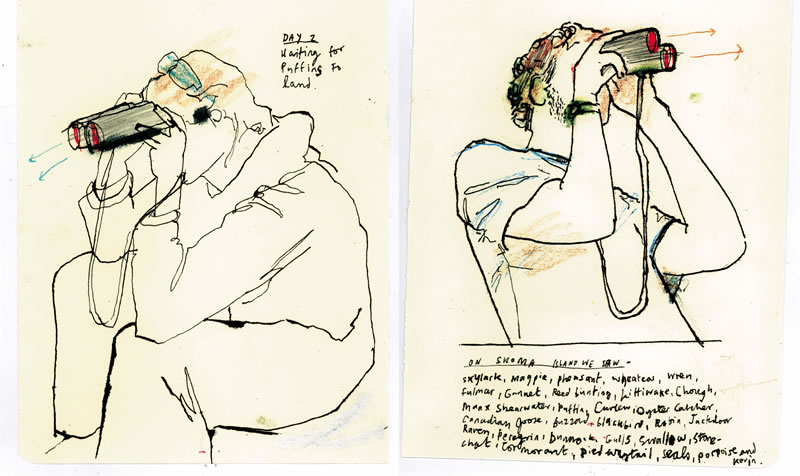 DAY 2
Waiting for
Puffins to
land.
ON SKOMA ISLAND WE SAW -
Skylark, Magpie, pheasant, wheatear, wren,
Fulmar, Gannet, Reed bunting, kittiwake, Chough,
Manx Shearwater, Puffin, Curlew, Oyster Catcher,
Canadian Goose, buzzard + blackbird, Robin, Jackdaw
Raven, Peregrin, Dunnock, Gulls, swallow, Stone-
chat, Cormorant, pied wagtail, seals, porpoise and
Kevin.